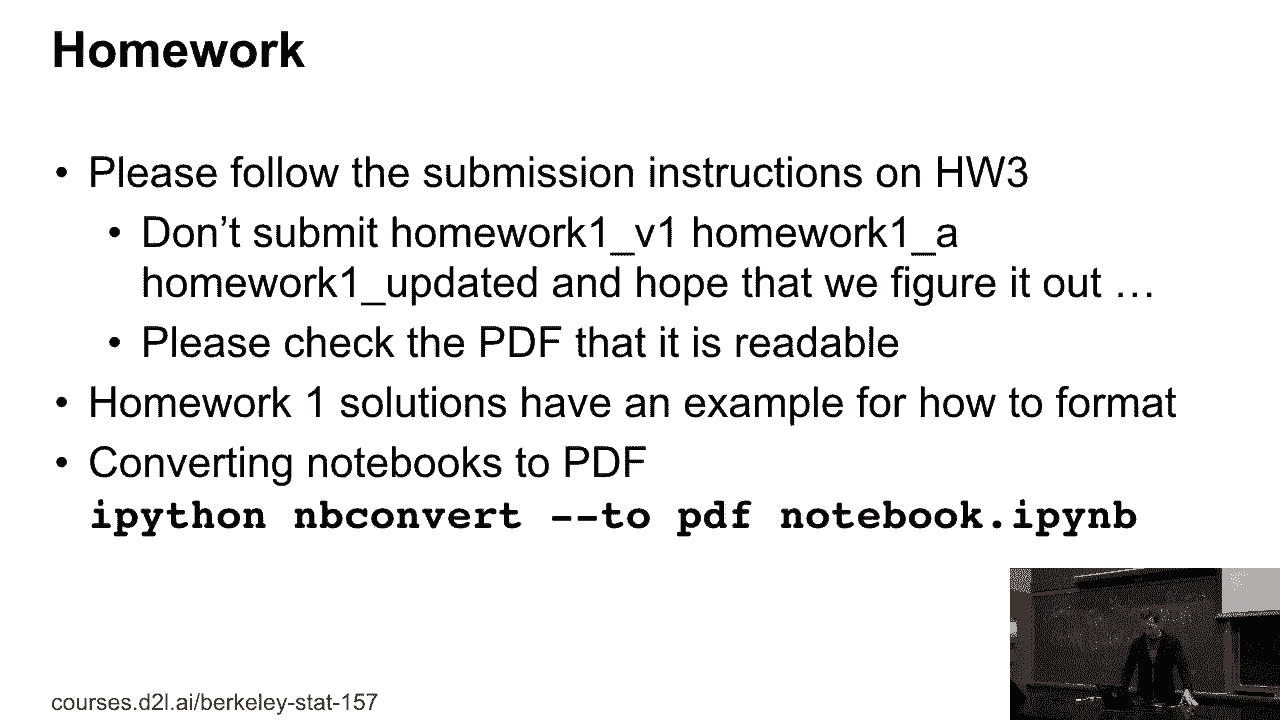 Homework
• Please follow the submission instructions on HW3
• Don’t submit homework1_v1 homework1_a
homework1_updated and hope that we figure it out …
• Please check the PDF that it is readable
• Homework 1 solutions have an example for how to format
• Converting notebooks to PDF
ipython nbconvert --to pdf notebook.ipynb
courses.d2l.ai/berkeley-stat-157